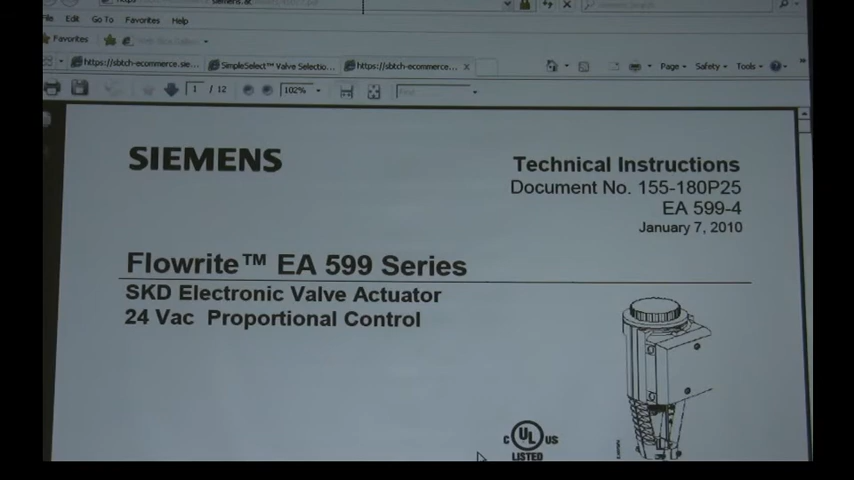 siemens.
File Edit Go To Favorites Help
Favorites
https://sbtch-ecommerce.sie... SimpleSelect™ Valve Selectio... https://sbtch-ecommerce... x
Page Safety Tools
1 / 12 102% Find
SIEMENS
Technical Instructions
Document No. 155-180P25
EA 599-4
January 7, 2010
Flowrite™ EA 599 Series
SKD Electronic Valve Actuator
24 Vac Proportional Control
C UL US
LISTED